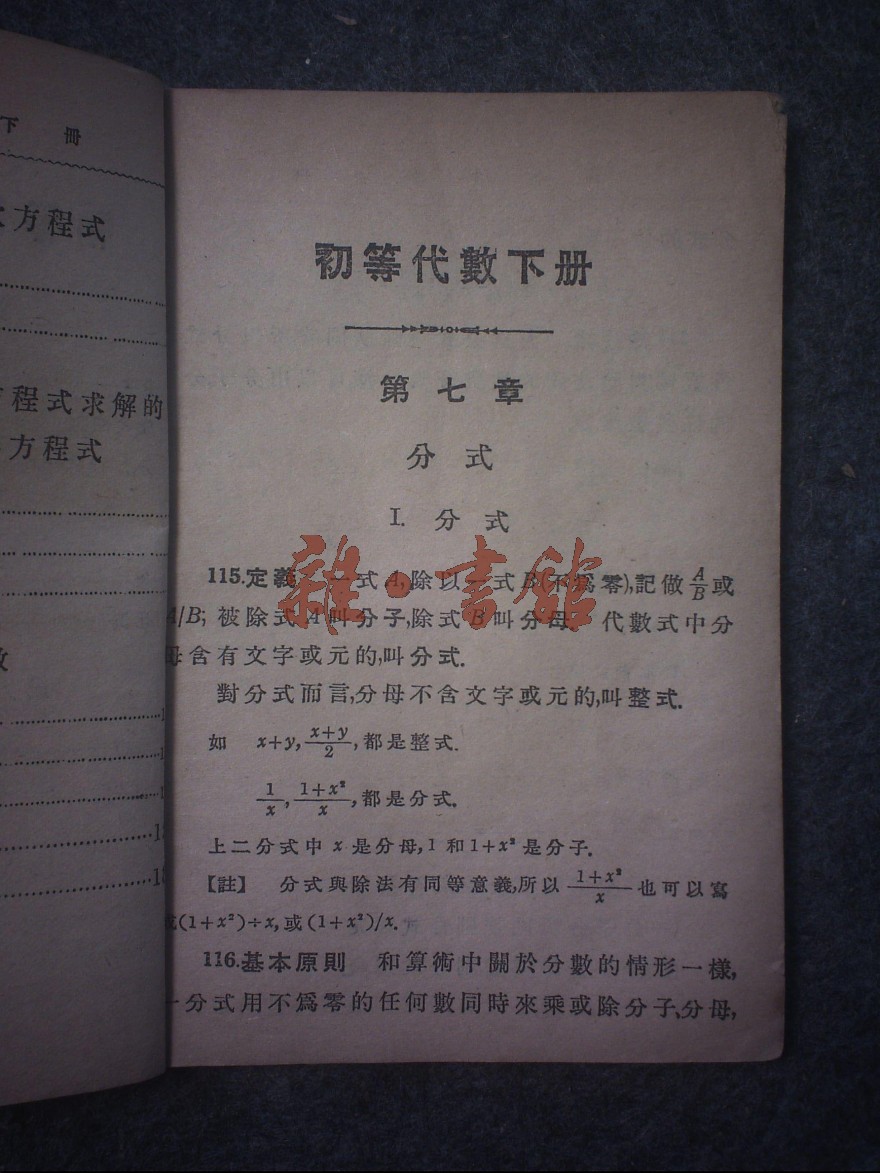 下 冊
方程式
程式求解的
方程式
初等代數下册
第七章
分式
I. 分式
115.定義 一式A,除以一式B(不爲零),記做A/B或
A/B; 被除式A叫分子,除式B叫分母. 代數式中分
母含有文字或元的,叫分式.
對分式而言,分母不含文字或元的,叫整式.
如 x+y, (x+y)/2, 都是整式.
1/x, (1+x²)/x, 都是分式.
上二分式中 x 是分母,1 和 1+x² 是分子.
【註】 分式與除法有同等意義,所以 (1+x²)/x 也可以寫
成(1+x²)÷x,或(1+x²)/x.
116.基本原則 和算術中關於分數的情形一樣,
一分式用不爲零的任何數同時來乘或除分子,分母,
雜·書館